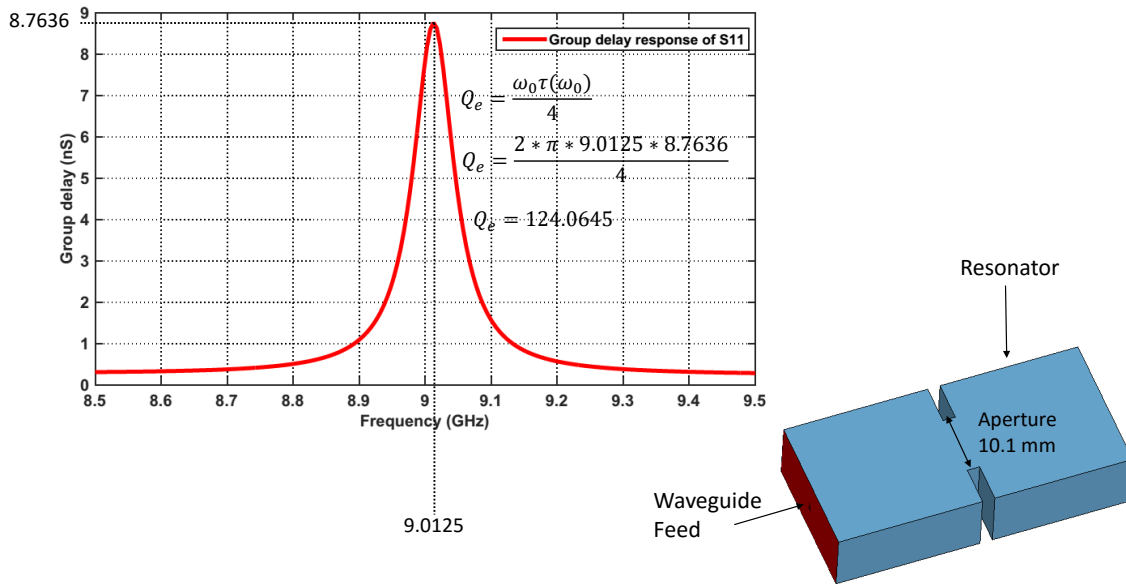 8.7636
Group delay response of S11
9
8
7
6
5
4
3
2
1
0
Group delay (nS)
Q_e = ω_0τ(ω_0) / 4
Q_e = 2 * π * 9.0125 * 8.7636 / 4
Q_e = 124.0645
8.5 8.6 8.7 8.8 8.9 9.0 9.1 9.2 9.3 9.4 9.5
Frequency (GHz)
9.0125
Resonator
Aperture
10.1 mm
Waveguide
Feed